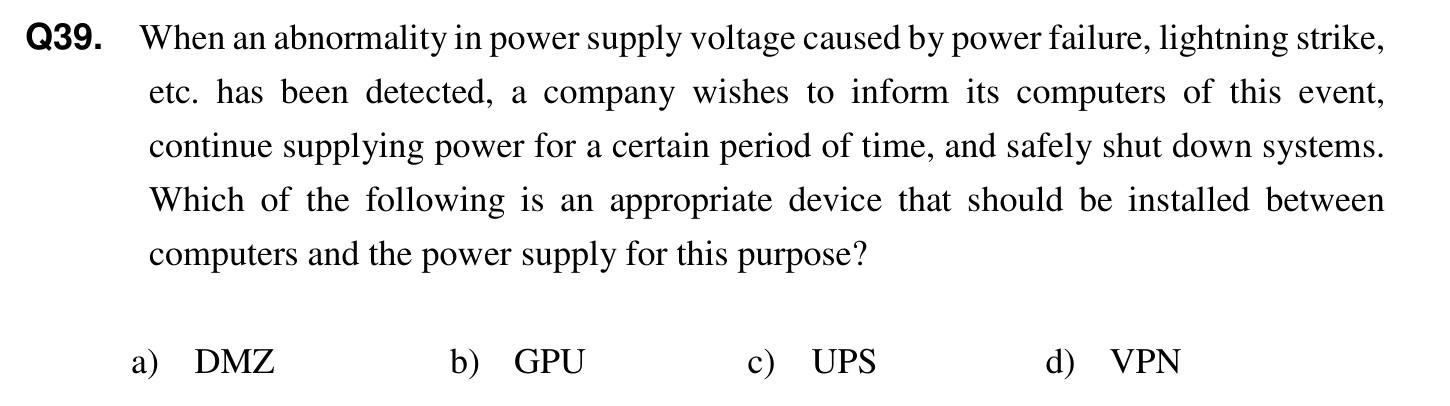 Q39. When an abnormality in power supply voltage caused by power failure, lightning strike,
etc. has been detected, a company wishes to inform its computers of this event,
continue supplying power for a certain period of time, and safely shut down systems.
Which of the following is an appropriate device that should be installed between
computers and the power supply for this purpose?
a) DMZ b) GPU c) UPS d) VPN